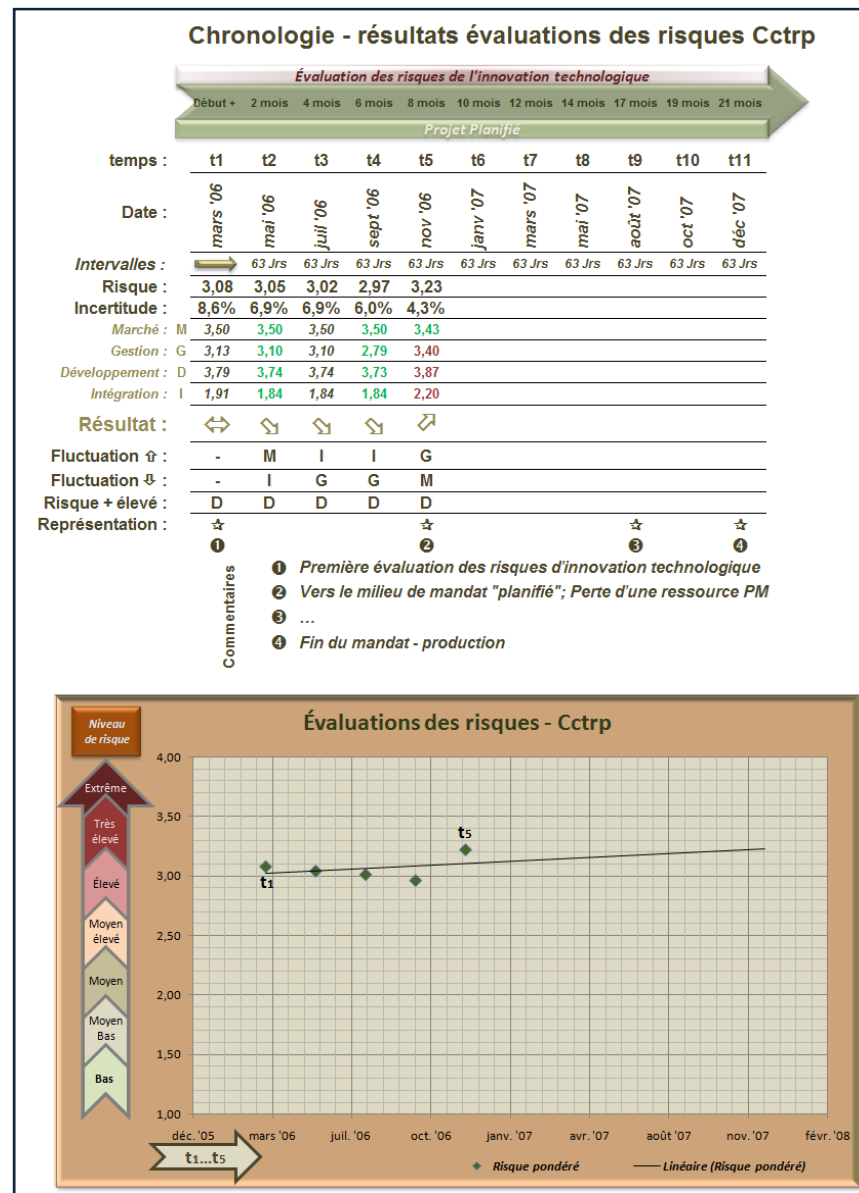 Chronologie - résultats évaluations des risques Cctrp
Évaluation des risques de l'innovation technologique
Début + 2 mois 4 mois 6 mois 8 mois 10 mois 12 mois 14 mois 17 mois 19 mois 21 mois
Projet Planifié
temps : t1 t2 t3 t4 t5 t6 t7 t8 t9 t10 t11
Date : mars '06 mai '06 juil '06 sept '06 nov '06 janv '07 mars '07 mai '07 août '07 oct '07 déc '07
Intervalles : 63 Jrs 63 Jrs 63 Jrs 63 Jrs 63 Jrs 63 Jrs 63 Jrs 63 Jrs 63 Jrs 63 Jrs
Risque : 3,08 3,05 3,02 2,97 3,23
Incertitude : 8,6% 6,9% 6,9% 6,0% 4,3%
Marché : M 3,50 3,50 3,50 3,50 3,43
Gestion : G 3,13 3,10 3,10 2,79 3,40
Développement : D 3,79 3,74 3,74 3,73 3,87
Intégration : I 1,91 1,84 1,84 1,84 2,20
Résultat :
Fluctuation ⇧ : - M I I G
Fluctuation ⇩ : - I G G M
Risque + élevé : D D D D D
Représentation : ☆ ☆ ☆ ☆
❶ ❷ ❸ ❹
Commentaires
❶ Première évaluation des risques d'innovation technologique
❷ Vers le milieu de mandat "planifié"; Perte d'une ressource PM
❸ ...
❹ Fin du mandat - production
Niveau
de risque
Évaluations des risques - Cctrp
Extrême
Très
élevé
Élevé
Moyen
élevé
Moyen
Moyen
Bas
Bas
4,00
3,50
3,00
2,50
2,00
1,50
1,00
t1
t5
déc. '05 mars '06 juil. '06 oct. '06 janv. '07 avr. '07 août '07 nov. '07 févr. '08
t1...t5
Risque pondéré
Linéaire (Risque pondéré)